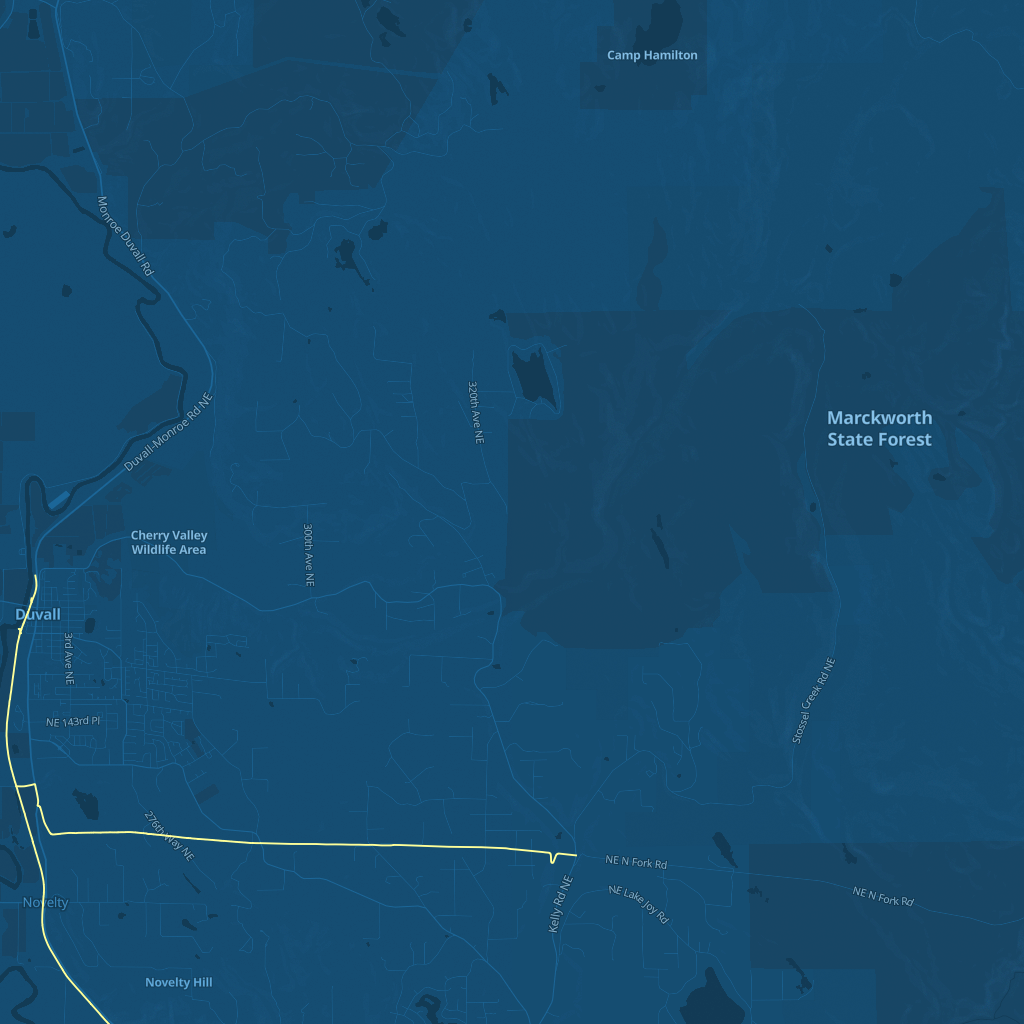 Camp Hamilton
Monroe Duvall Rd
320th Ave NE
Duvall-Monroe Rd NE
Marckworth
State Forest
Cherry Valley
Wildlife Area
300th Ave NE
Duvall
3rd Ave NE
NE 143rd Pl
Stossel Creek Rd NE
276th Way NE
NE N Fork Rd
NE N Fork Rd
NE Lake Joy Rd
Kelly Rd NE
Novelty
Novelty Hill